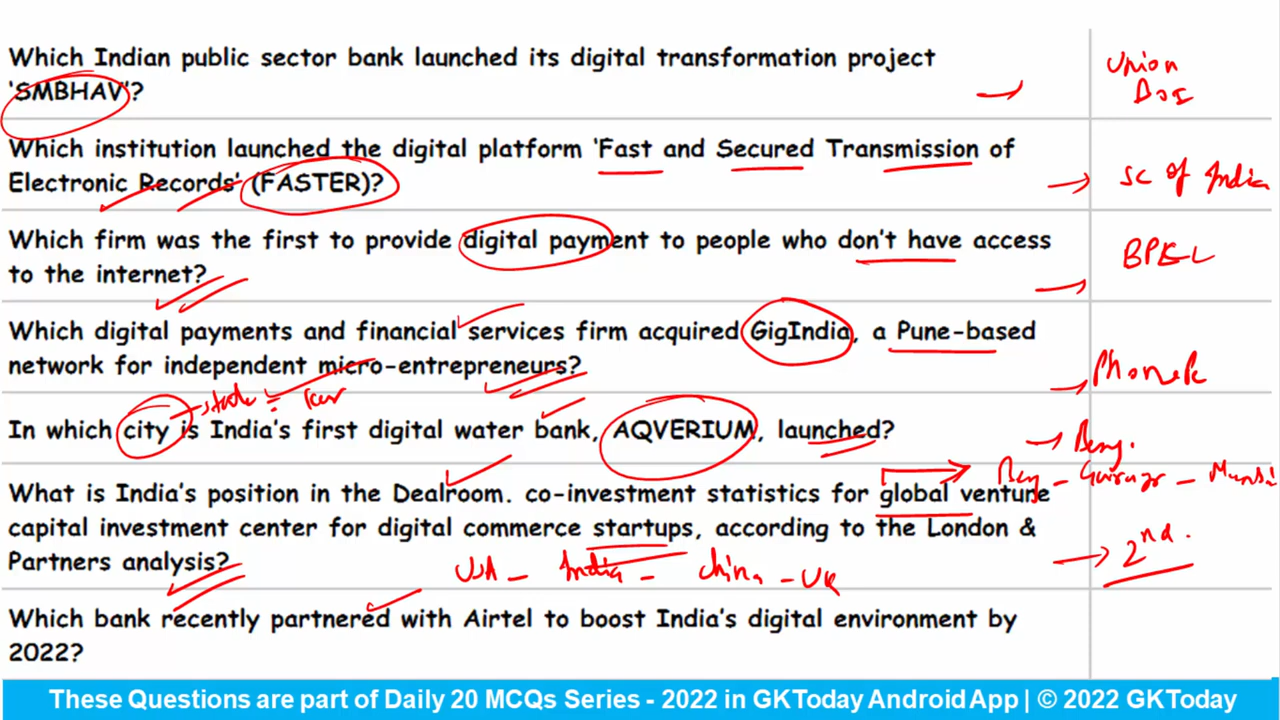 Which Indian public sector bank launched its digital transformation project
'SMBHAV'?
Union
BOI
Which institution launched the digital platform 'Fast and Secured Transmission of
Electronic Records' (FASTER)?
SC of India
Which firm was the first to provide digital payment to people who don't have access
to the internet?
Which digital payments and financial services firm acquired GigIndia, a Pune-based
network for independent micro-entrepreneurs?
PhonePe
In which city is India's first digital water bank, AQVERIUM, launched?
Beng.
What is India's position in the Dealroom. co-investment statistics for global venture
capital investment center for digital commerce startups, according to the London &
Partners analysis?
2nd.
USA - India - China - UK
Which bank recently partnered with Airtel to boost India's digital environment by
2022?
These Questions are part of Daily 20 MCQs Series - 2022 in GKToday Android App | © 2022 GKToday